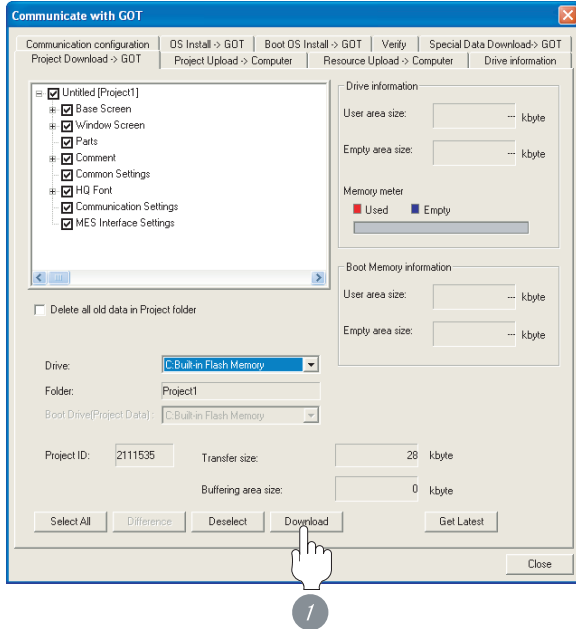 Communicate with GOT
Communication configuration OS Install -> GOT Boot OS Install -> GOT Verify Special Data Download-> GOT
Project Download -> GOT Project Upload -> Computer Resource Upload -> Computer Drive information
Untitled [Project1]
Base Screen
Window Screen
Parts
Comment
Common Settings
HQ Font
Communication Settings
MES Interface Settings
Drive information
User area size: --- kbyte
Empty area size: --- kbyte
Memory meter
Used Empty
Boot Memory information
User area size: --- kbyte
Empty area size: --- kbyte
Delete all old data in Project folder
Drive: C:Built-in Flash Memory
Folder: Project1
Boot Drive(Project Data) : C:Built-in Flash Memory
Project ID: 2111535 Transfer size: 28 kbyte
Buffering area size: 0 kbyte
Select All Difference Deselect Download Get Latest
Close
1